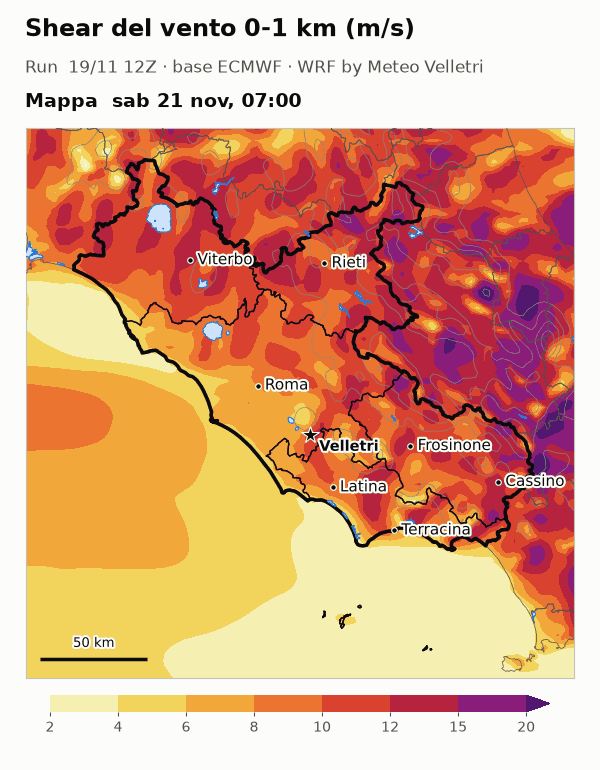 Shear del vento 0-1 km (m/s)
Run  19/11 12Z · base ECMWF · WRF by Meteo Velletri
Mappa  sab 21 nov, 07:00
Viterbo
Rieti
Roma
Velletri
Frosinone
Cassino
Latina
Terracina
50 km
2 4 6 8 10 12 15 20